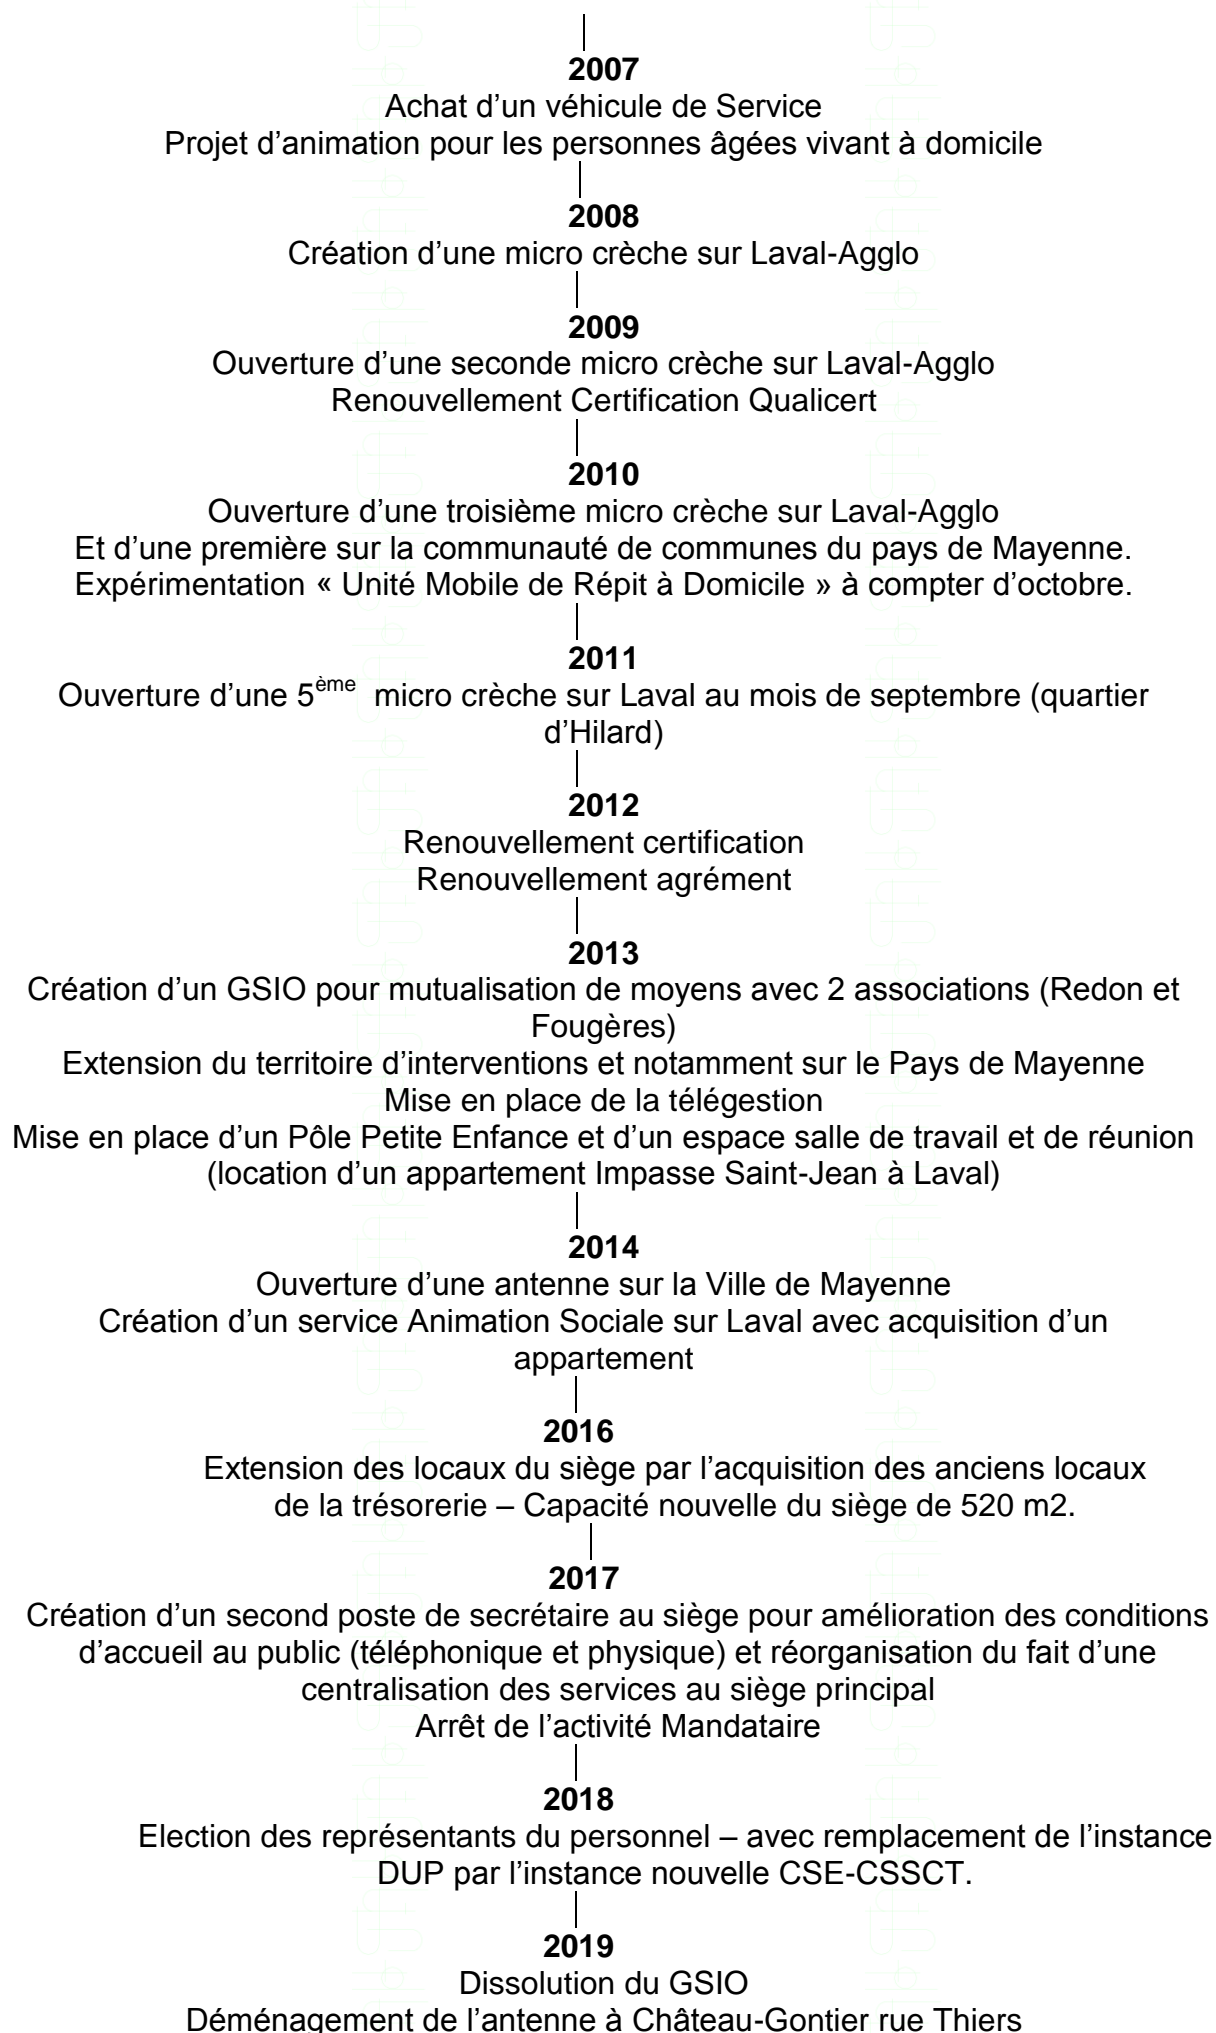 2007
Achat d’un véhicule de Service
Projet d’animation pour les personnes âgées vivant à domicile
2008
Création d’une micro crèche sur Laval-Agglo
2009
Ouverture d’une seconde micro crèche sur Laval-Agglo
Renouvellement Certification Qualicert
2010
Ouverture d’une troisième micro crèche sur Laval-Agglo
Et d’une première sur la communauté de communes du pays de Mayenne.
Expérimentation « Unité Mobile de Répit à Domicile » à compter d’octobre.
2011
Ouverture d’une 5ème micro crèche sur Laval au mois de septembre (quartier
d’Hilard)
2012
Renouvellement certification
Renouvellement agrément
2013
Création d’un GSIO pour mutualisation de moyens avec 2 associations (Redon et
Fougères)
Extension du territoire d’interventions et notamment sur le Pays de Mayenne
Mise en place de la télégestion
Mise en place d’un Pôle Petite Enfance et d’un espace salle de travail et de réunion
(location d’un appartement Impasse Saint-Jean à Laval)
2014
Ouverture d’une antenne sur la Ville de Mayenne
Création d’un service Animation Sociale sur Laval avec acquisition d’un
appartement
2016
Extension des locaux du siège par l’acquisition des anciens locaux
de la trésorerie – Capacité nouvelle du siège de 520 m2.
2017
Création d’un second poste de secrétaire au siège pour amélioration des conditions
d’accueil au public (téléphonique et physique) et réorganisation du fait d’une
centralisation des services au siège principal
Arrêt de l’activité Mandataire
2018
Election des représentants du personnel – avec remplacement de l’instance
DUP par l’instance nouvelle CSE-CSSCT.
2019
Dissolution du GSIO
Déménagement de l’antenne à Château-Gontier rue Thiers